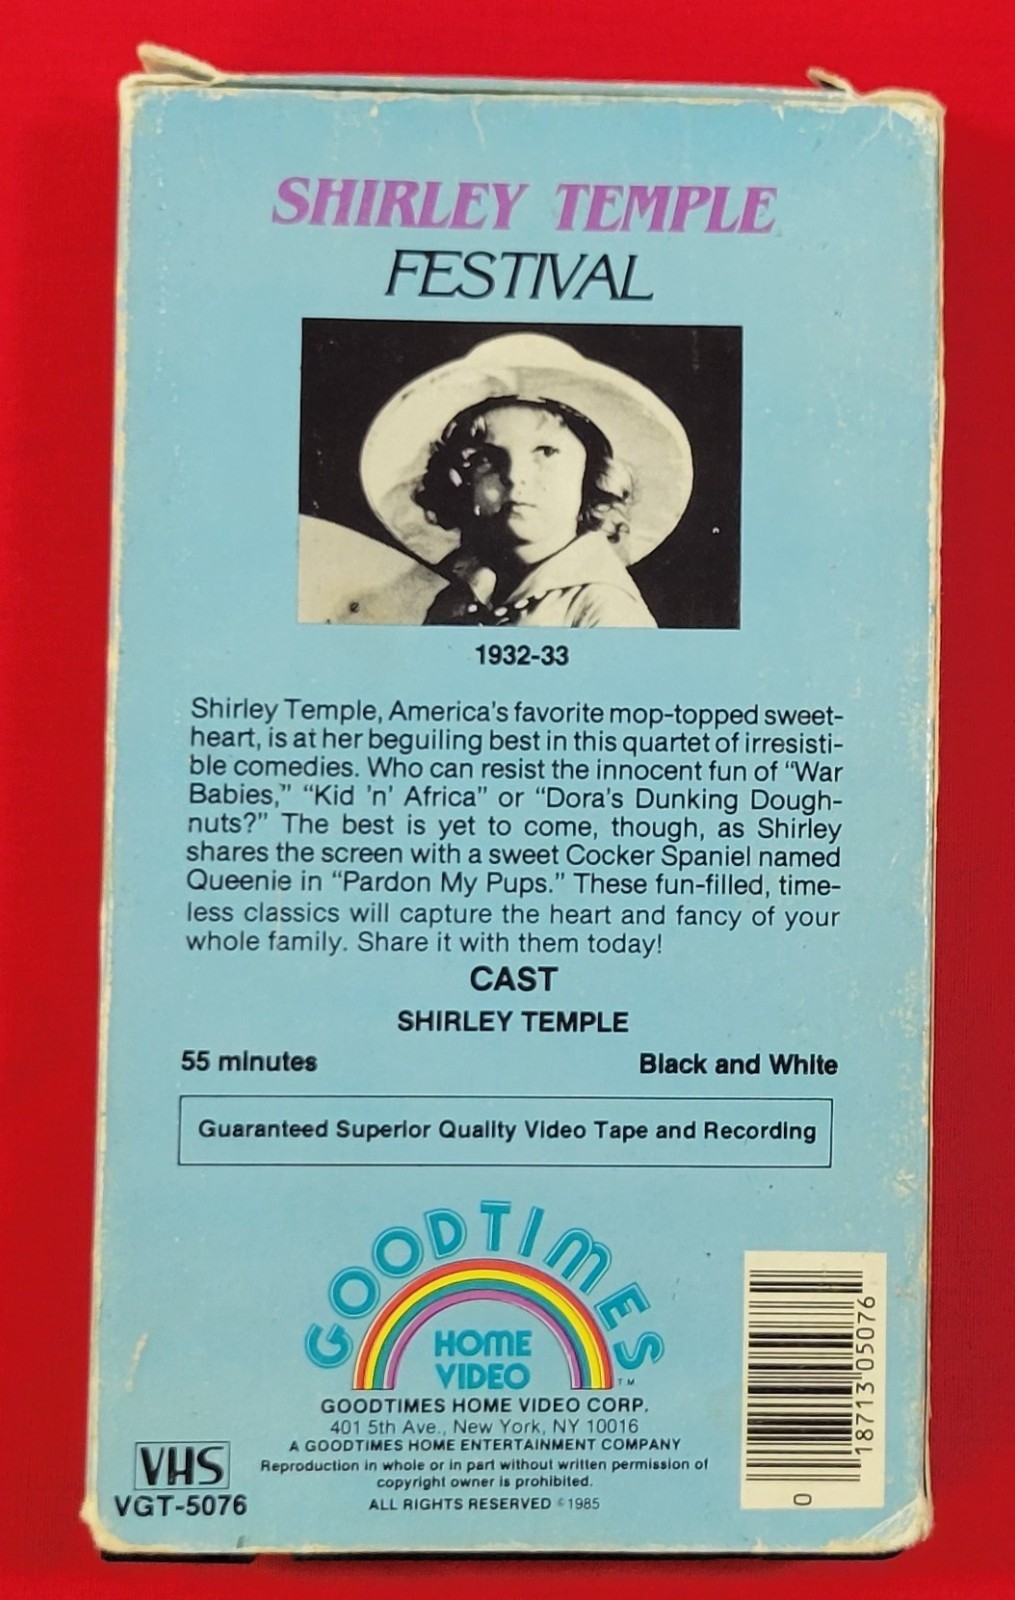 SHIRLEY TEMPLE
FESTIVAL
1932-33
Shirley Temple, America's favorite mop-topped sweet-
heart, is at her beguiling best in this quartet of irresisti-
ble comedies. Who can resist the innocent fun of "War
Babies," "Kid 'n' Africa" or "Dora's Dunking Dough-
nuts?" The best is yet to come, though, as Shirley
shares the screen with a sweet Cocker Spaniel named
Queenie in "Pardon My Pups." These fun-filled, time-
less classics will capture the heart and fancy of your
whole family. Share it with them today!
CAST
SHIRLEY TEMPLE
55 minutes Black and White
Guaranteed Superior Quality Video Tape and Recording
GOODTIMES
HOME
VIDEO
TM
GOODTIMES HOME VIDEO CORP.
401 5th Ave., New York, NY 10016
A GOODTIMES HOME ENTERTAINMENT COMPANY
Reproduction in whole or in part without written permission of
copyright owner is prohibited.
ALL RIGHTS RESERVED ©1985
VHS
VGT-5076
0 18713 05076